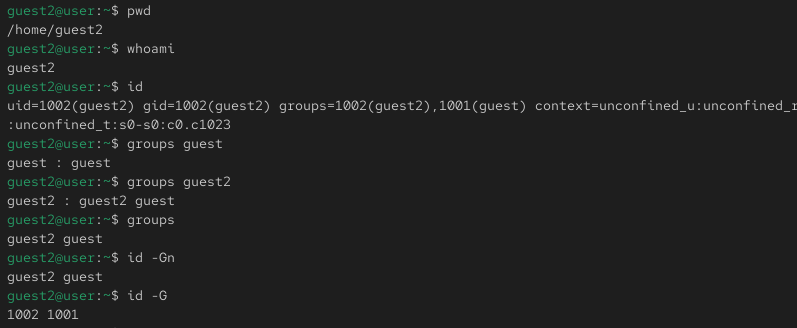 guest2@user:~$ pwd
/home/guest2
guest2@user:~$ whoami
guest2
guest2@user:~$ id
uid=1002(guest2) gid=1002(guest2) groups=1002(guest2),1001(guest) context=unconfined_u:unconfined_r
:unconfined_t:s0-s0:c0.c1023
guest2@user:~$ groups guest
guest : guest
guest2@user:~$ groups guest2
guest2 : guest2 guest
guest2@user:~$ groups
guest2 guest
guest2@user:~$ id -Gn
guest2 guest
guest2@user:~$ id -G
1002 1001